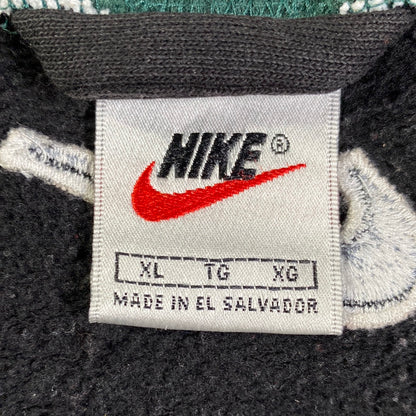 NIKE®
XL TG XG
MADE IN EL SALVADOR